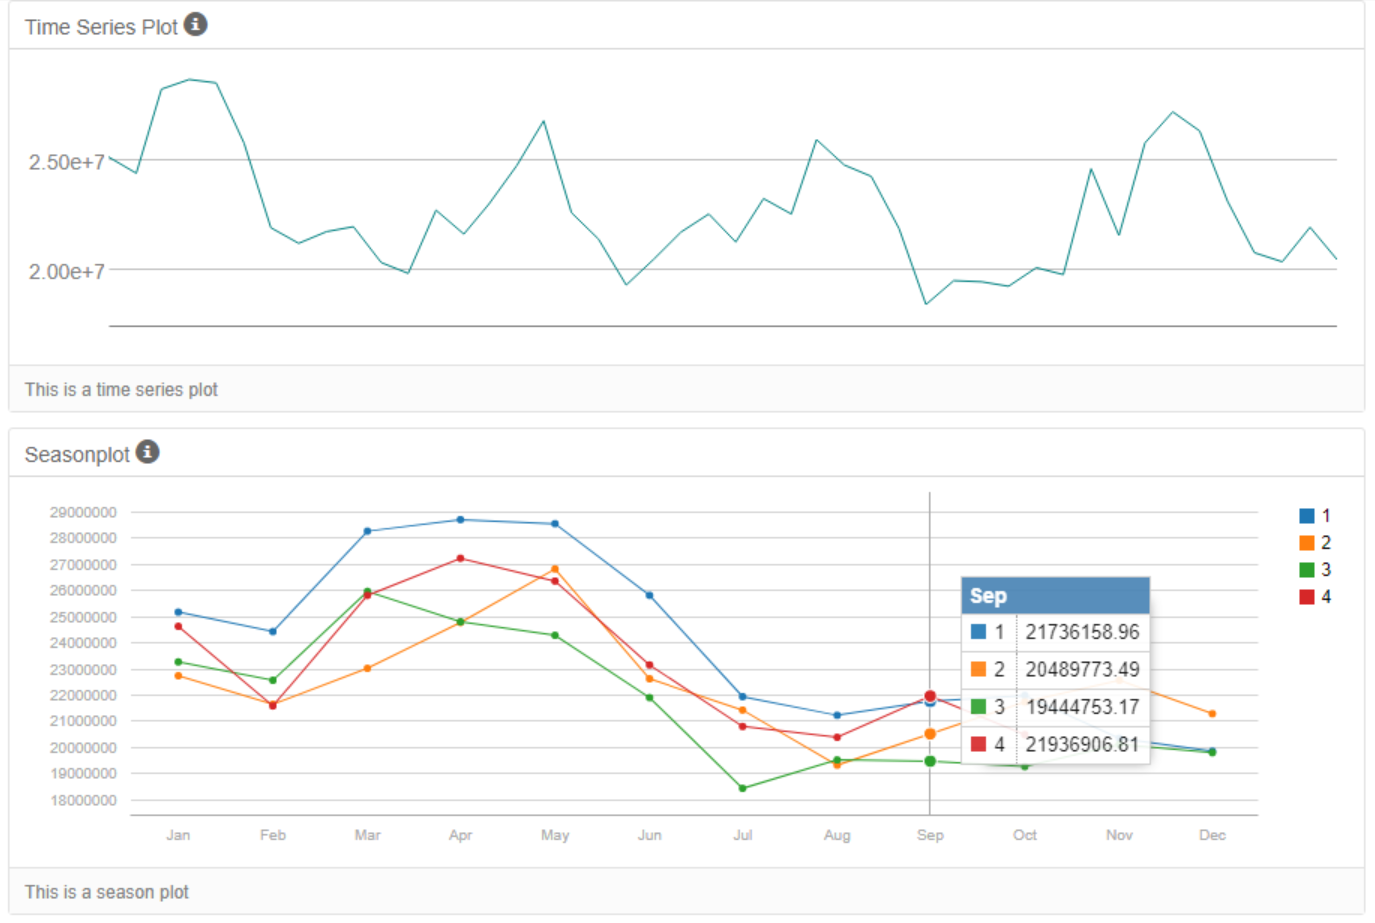 Time Series Plot
2.50e+7
2.00e+7
This is a time series plot
Seasonplot
29000000
28000000
27000000
26000000
25000000
24000000
23000000
22000000
21000000
20000000
19000000
18000000
1
2
3
4
Sep
1 21736158.96
2 20489773.49
3 19444753.17
4 21936906.81
Jan Feb Mar Apr May Jun Jul Aug Sep Oct Nov Dec
This is a season plot